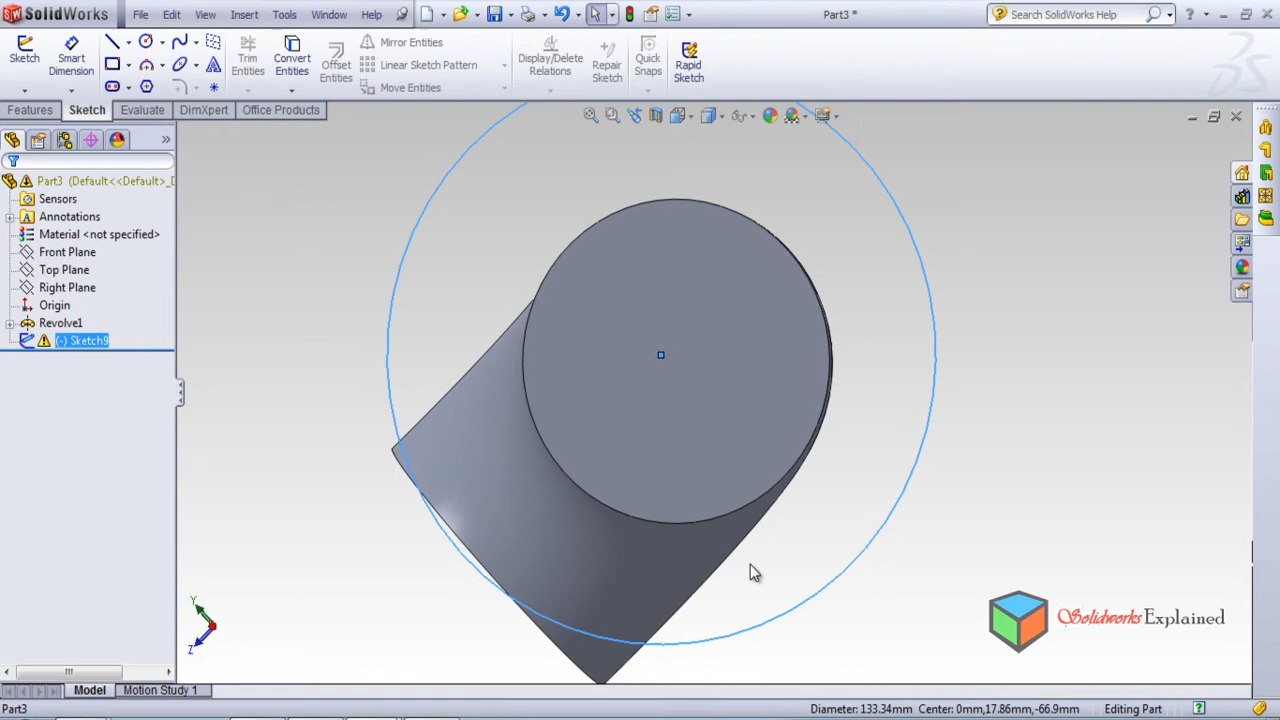 SolidWorks File Edit View Insert Tools Window Help Part3 * Search SolidWorks Help
Sketch Smart Dimension Trim Entities Convert Entities Offset Entities Mirror Entities Linear Sketch Pattern Move Entities Display/Delete Relations Repair Sketch Quick Snaps Rapid Sketch
Features Sketch Evaluate DimXpert Office Products
Part3 (Default<<Default>_D
Sensors
Annotations
Material <not specified>
Front Plane
Top Plane
Right Plane
Origin
Revolve1
(-) Sketch9
Y
Z
Solidworks Explained
Model Motion Study 1
Part3 Diameter: 133.34mm Center: 0mm,17.86mm,-66.9mm Editing Part